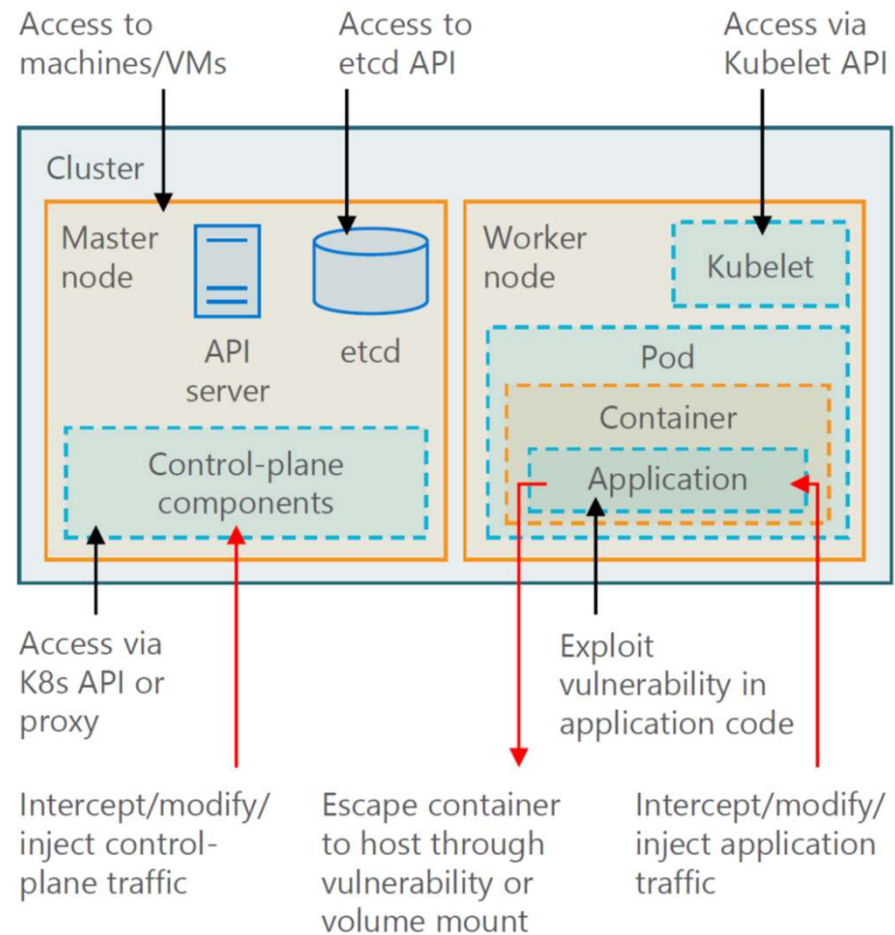 Access to
machines/VMs
Access to
etcd API
Access via
Kubelet API
Cluster
Master
node
API
server
etcd
Control-plane
components
Worker
node
Kubelet
Pod
Container
Application
Access via
K8s API or
proxy
Exploit
vulnerability in
application code
Intercept/modify/
inject control-
plane traffic
Escape container
to host through
vulnerability or
volume mount
Intercept/modify/
inject application
traffic